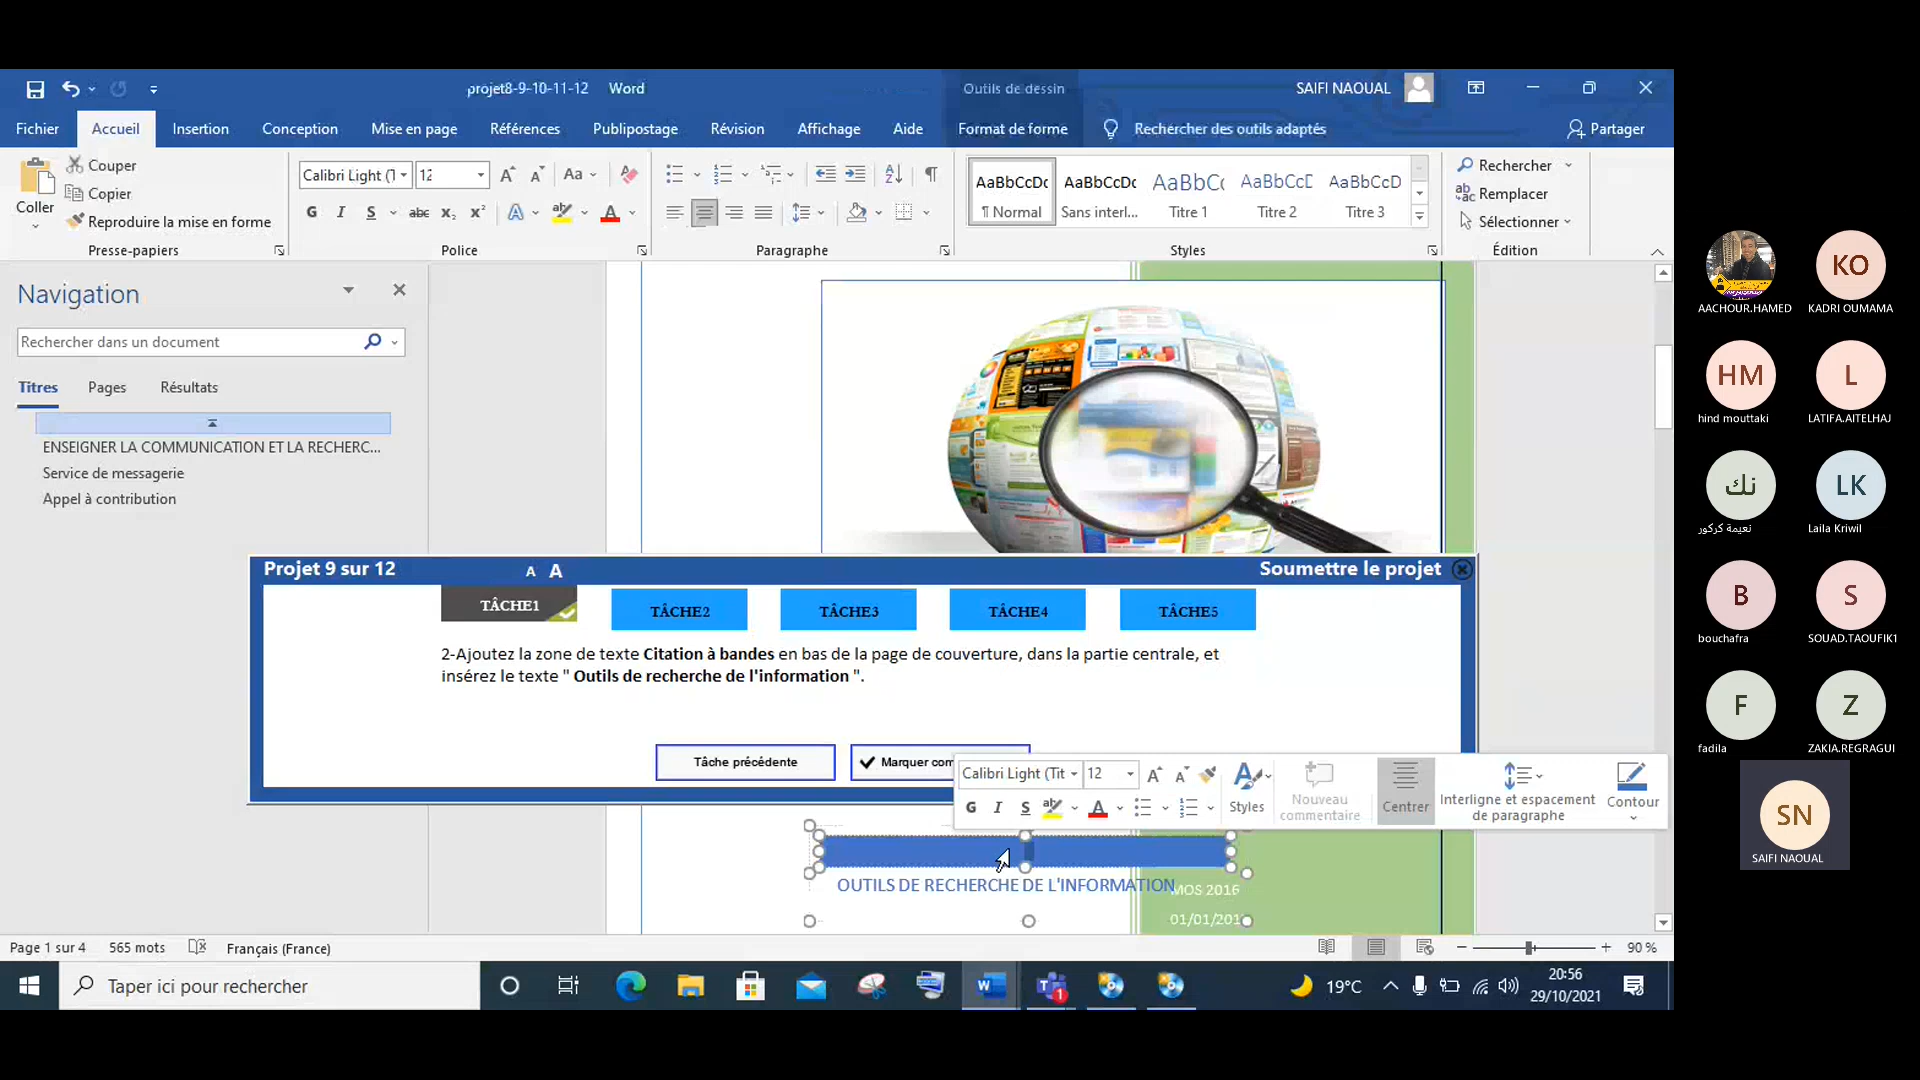 projet8-9-10-11-12 Word
Outils de dessin
SAIFI NAOUAL
Fichier Accueil Insertion Conception Mise en page Références Publipostage Révision Affichage Aide Format de forme Rechercher des outils adaptés Partager
Coller
Couper
Copier
Reproduire la mise en forme
Presse-papiers
Calibri Light (T 12
Aa
G I S abc x₂ x² A A
Police
Paragraphe
AaBbCcDc AaBbCcDc AaBbCc AaBbCcD AaBbCcD
¶ Normal Sans interl... Titre 1 Titre 2 Titre 3
Styles
Rechercher
Remplacer
Sélectionner
Édition
Navigation
Rechercher dans un document
Titres Pages Résultats
ENSEIGNER LA COMMUNICATION ET LA RECHERC...
Service de messagerie
Appel à contribution
Projet 9 sur 12 A A Soumettre le projet
TÂCHE1 TÂCHE2 TÂCHE3 TÂCHE4 TÂCHE5
2-Ajoutez la zone de texte Citation à bandes en bas de la page de couverture, dans la partie centrale, et
insérez le texte " Outils de recherche de l'information ".
Tâche précédente
Marquer com
Calibri Light (Tit 12
G I S
Styles
Nouveau
commentaire
Centrer
Interligne et espacement
de paragraphe
Contour
OUTILS DE RECHERCHE DE L'INFORMATION
MOS 2016
01/01/201
Page 1 sur 4 565 mots Français (France) 90 %
Taper ici pour rechercher
1
19°C
20:56
29/10/2021
AACHOUR.HAMED
KO
KADRI OUMAMA
HM
hind mouttaki
L
LATIFA.AITELHAJ
نك
نعيمة كركور
LK
Laila Kriwil
B
bouchafra
S
SOUAD.TAOUFIK1
F
fadila
Z
ZAKIA.REGRAGUI
SN
SAIFI NAOUAL